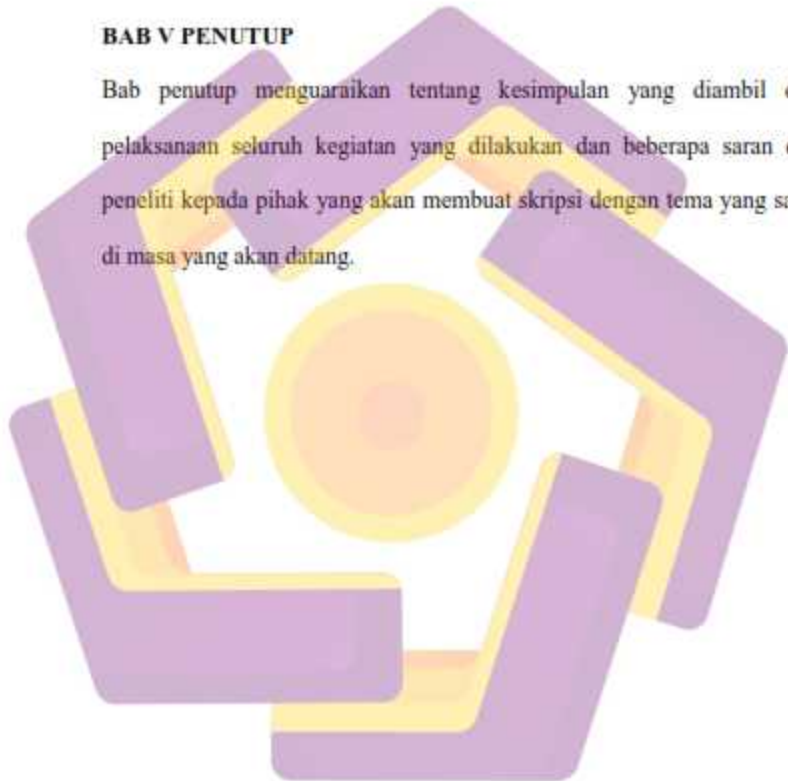 BAB V PENUTUP
Bab penutup menguaraikan tentang kesimpulan yang diambil
pelaksanaan seluruh kegiatan yang dilakukan dan beberapa saran
peneliti kepada pihak yang akan membuat skripsi dengan tema yang
di masa yang akan datang.